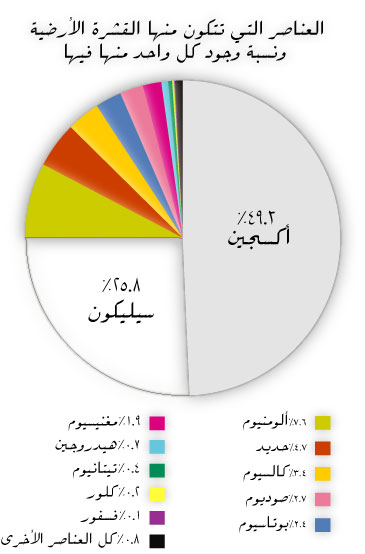 العناصر التي تتكون منها القشرة الأرضية
ونسبة وجود كل واحد منها فيها
٪٤٩.٢
أكسجين
٪٢٥.٨
سيليكون
٪٧.٦ ألومنيوم
٪٤.٧ حديد
٪٣.٤ كالسيوم
٪٢.٧ صوديوم
٪٢.٤ بوتاسيوم
٪١.٩ مغنيسيوم
٪٠.٧ هيدروجين
٪٠.٤ تيتانيوم
٪٠.٢ كلور
٪٠.١ فسفور
٪٠.٨ كل العناصر الأخرى